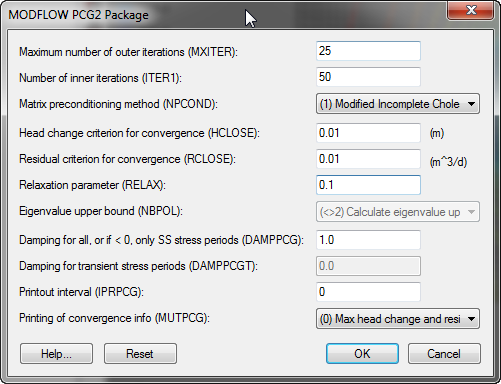 MODFLOW PCG2 Package
Maximum number of outer iterations (MXITER): 25
Number of inner iterations (ITER1): 50
Matrix preconditioning method (NPCOND): (1) Modified Incomplete Chole
Head change criterion for convergence (HCLOSE): 0.01 (m)
Residual criterion for convergence (RCLOSE): 0.01 (m^3/d)
Relaxation parameter (RELAX): 0.1
Eigenvalue upper bound (NBPOL): (<>2) Calculate eigenvalue up
Damping for all, or if < 0, only SS stress periods (DAMPPCG): 1.0
Damping for transient stress periods (DAMPPCGT): 0.0
Printout interval (IPRPCG): 0
Printing of convergence info (MUTPCG): (0) Max head change and resi
Help... Reset OK Cancel